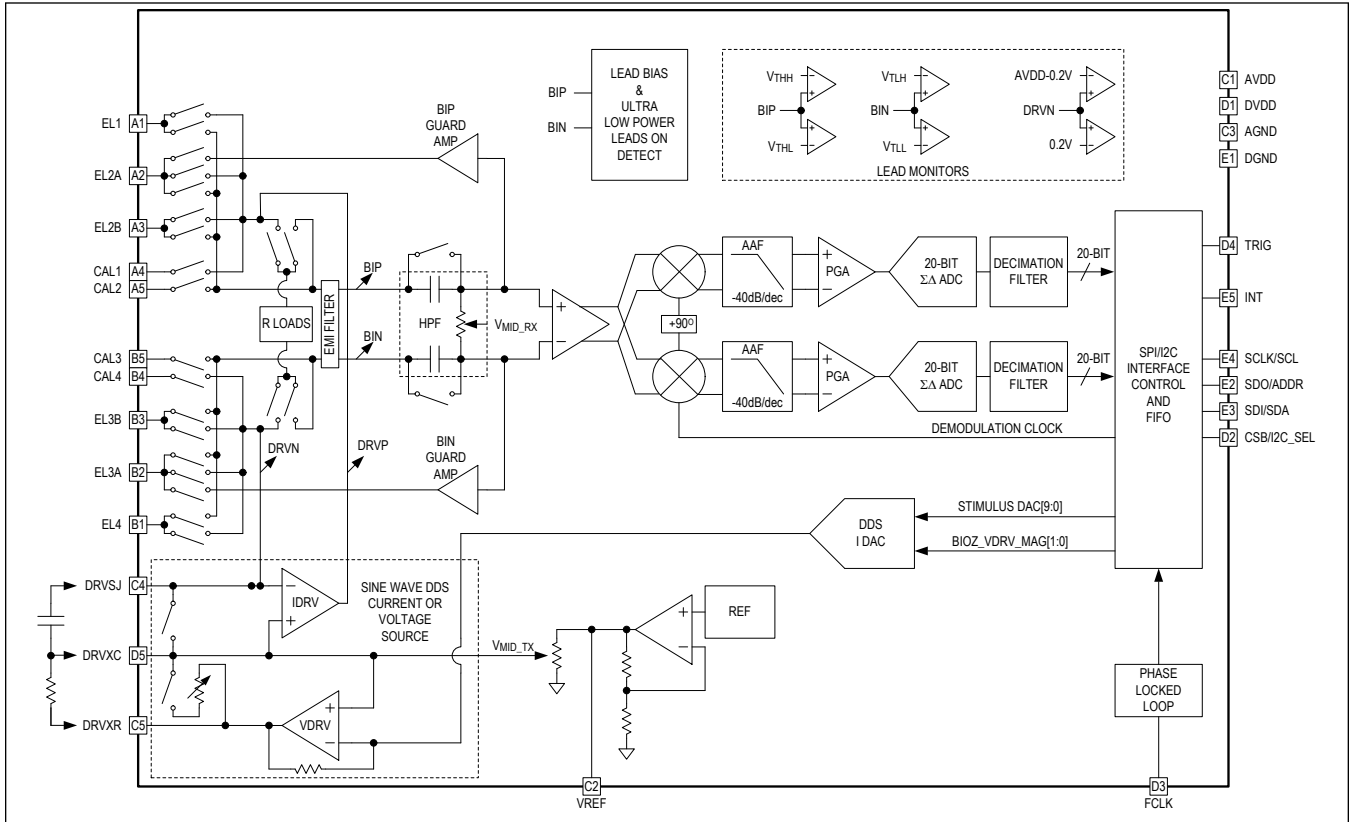 EL1 A1
EL2A A2
EL2B A3
CAL1 A4
CAL2 A5
CAL3 B5
CAL4 B4
EL3B B3
EL3A B2
EL4 B1
DRVSJ C4
DRVXC D5
DRVXR C5
BIP
GUARD
AMP
R LOADS
EMI FILTER
BIP
BIN
HPF
VMID_RX
DRVN
DRVP
BIN
GUARD
AMP
BIP
BIN
LEAD BIAS
&
ULTRA
LOW POWER
LEADS ON
DETECT
VTHH
BIP
VTHL
− +
+ −
VTLH
BIN
VTLL
− +
+ −
AVDD-0.2V
DRVN
0.2V
− +
+ −
LEAD MONITORS
+ −
+90O
AAF
-40dB/dec
+ −
PGA
20-BIT
ΣΔ ADC
DECIMATION
FILTER
20-BIT
AAF
-40dB/dec
+ −
PGA
20-BIT
ΣΔ ADC
DECIMATION
FILTER
20-BIT
DEMODULATION CLOCK
SPI/I2C
INTERFACE
CONTROL
AND
FIFO
DDS
I DAC
STIMULUS DAC[9:0]
BIOZ_VDRV_MAG[1:0]
− +
IDRV
SINE WAVE DDS
CURRENT OR
VOLTAGE
SOURCE
VDRV
+ −
VMID_TX
+ −
REF
C2
VREF
PHASE
LOCKED
LOOP
D3
FCLK
C1 AVDD
D1 DVDD
C3 AGND
E1 DGND
D4 TRIG
E5 INT
E4 SCLK/SCL
E2 SDO/ADDR
E3 SDI/SDA
D2 CSB/I2C_SEL